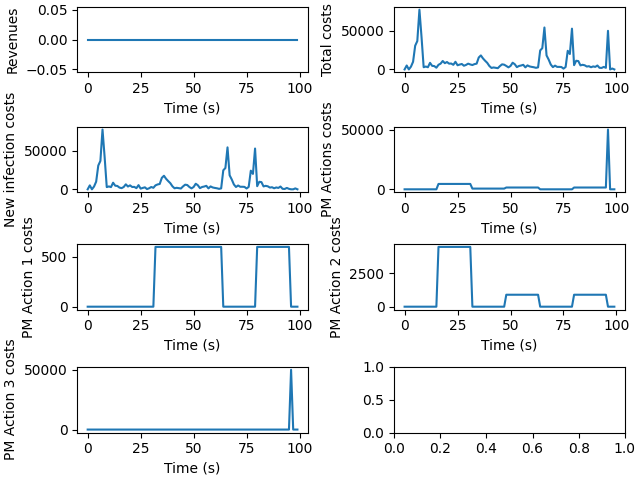 Revenues
0.05
0.00
−0.05
0 25 50 75 100
Time (s)
Total costs
50000
0
0 25 50 75 100
Time (s)
New infection costs
50000
0
0 25 50 75 100
Time (s)
PM Actions costs
50000
0
0 25 50 75 100
Time (s)
PM Action 1 costs
500
0
0 25 50 75 100
Time (s)
PM Action 2 costs
2500
0
0 25 50 75 100
Time (s)
PM Action 3 costs
50000
0
0 25 50 75 100
Time (s)
1.0
0.5
0.0
0.0 0.2 0.4 0.6 0.8 1.0